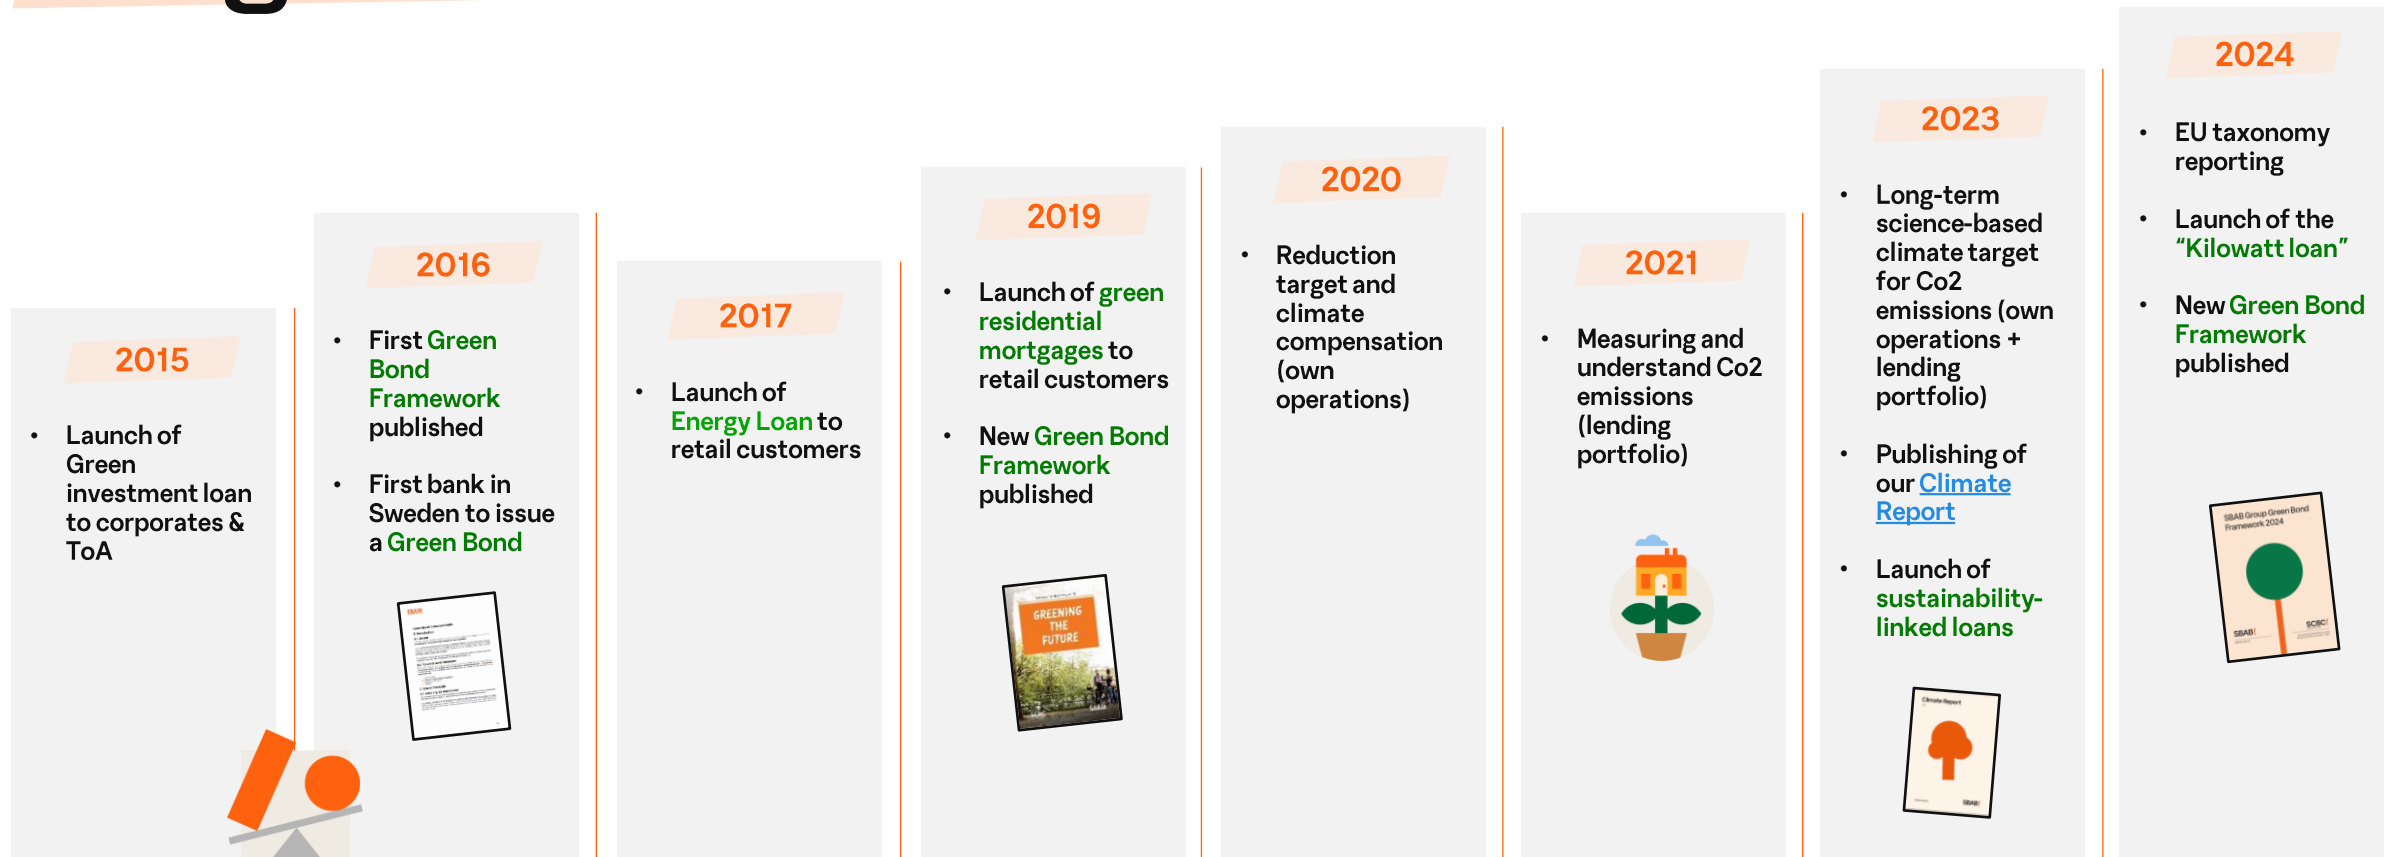 2015
• Launch of
Green
investment loan
to corporates &
ToA
2016
• First Green
Bond
Framework
published
• First bank in
Sweden to issue
a Green Bond
2017
• Launch of
Energy Loan to
retail customers
2019
• Launch of green
residential
mortgages to
retail customers
• New Green Bond
Framework
published
GREENING
THE
FUTURE
2020
• Reduction
target and
climate
compensation
(own
operations)
2021
• Measuring and
understand Co2
emissions
(lending
portfolio)
2023
• Long-term
science-based
climate target
for Co2
emissions (own
operations +
lending
portfolio)
• Publishing of
our Climate
Report
• Launch of
sustainability-
linked loans
Climate Report
SBAB!
2024
• EU taxonomy
reporting
• Launch of the
“Kilowatt loan”
• New Green Bond
Framework
published
SBAB Group Green Bond
Framework 2024
SBAB!
SCBC!